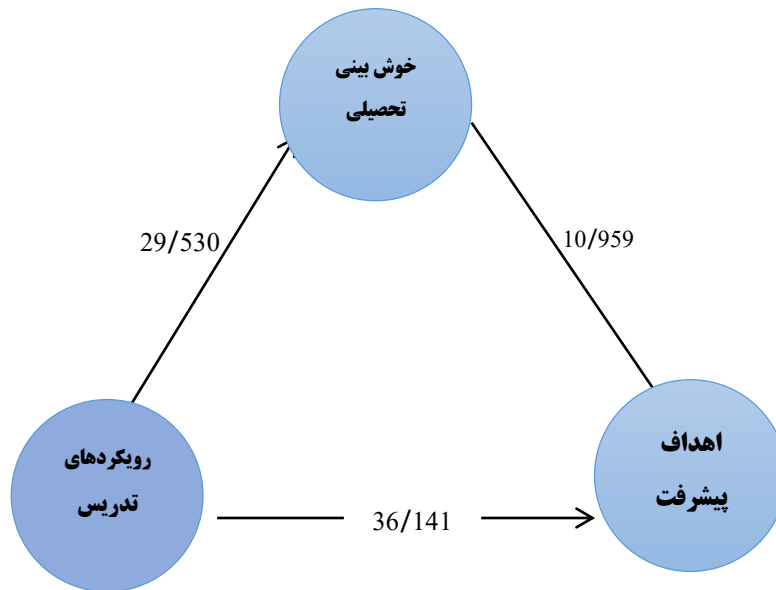 خوش بینی
تحصیلی
29/530
10/959
رویکردهای
تدریس
اهداف
پیشرفت
36/141